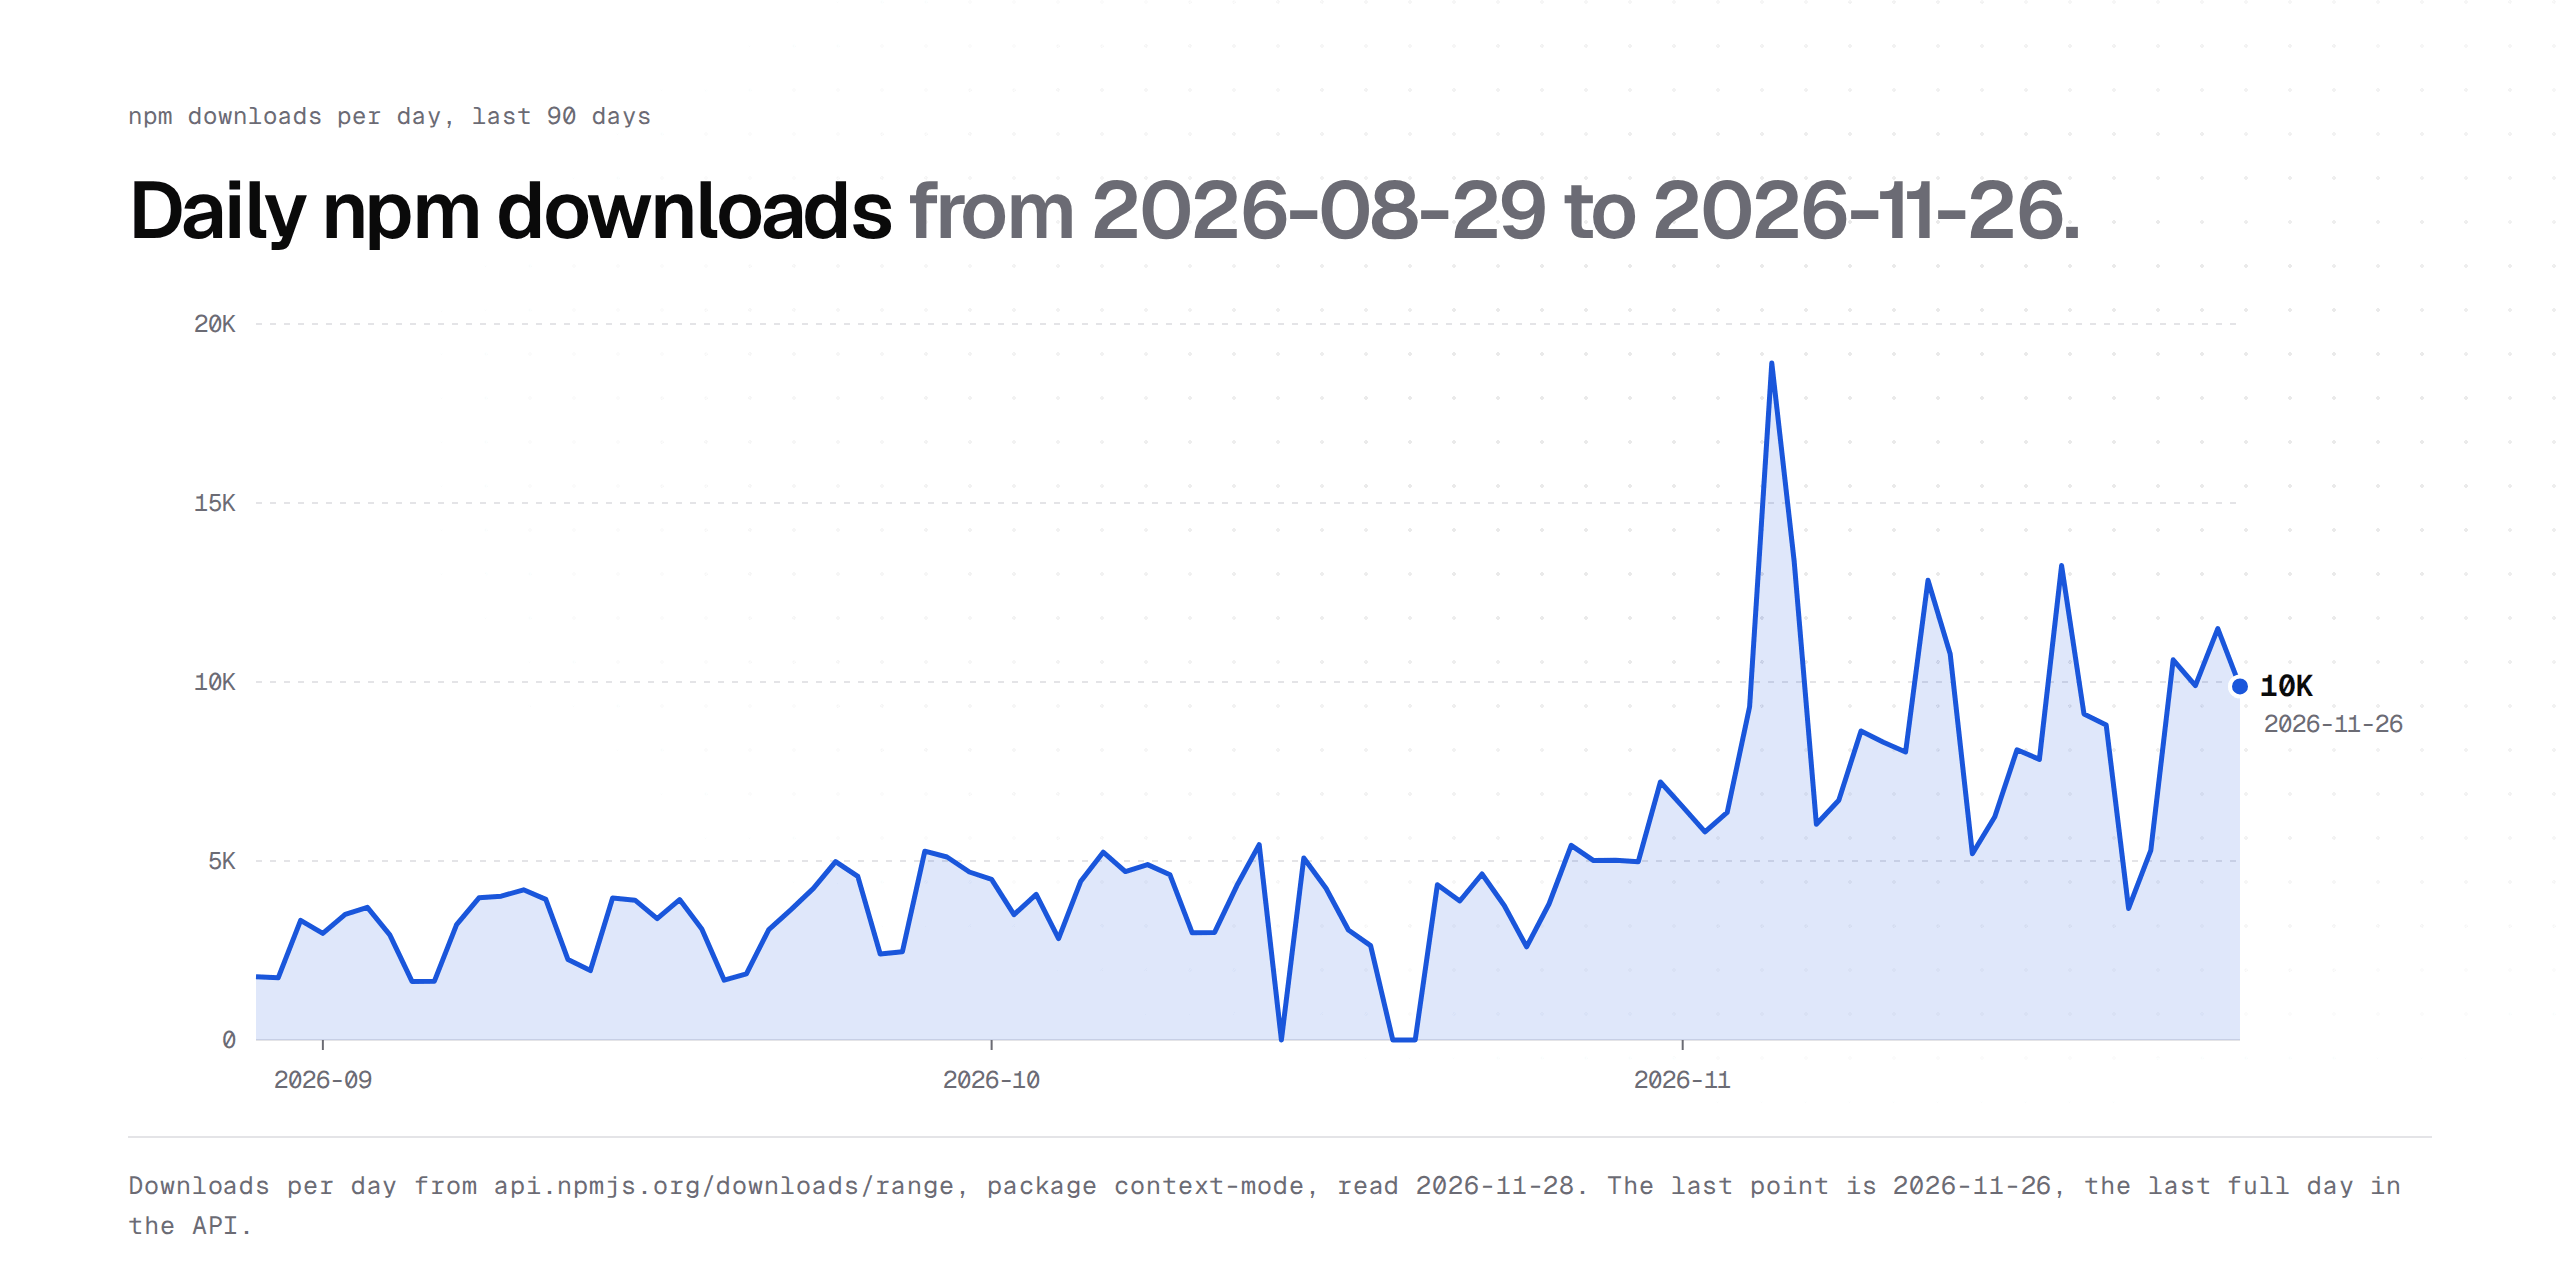 npm downloads per day, last 90 days
Daily npm downloads from 2026-08-29 to 2026-11-26.
20K
15K
10K
5K
0
10K
2026-11-26
2026-09
2026-10
2026-11
Downloads per day from api.npmjs.org/downloads/range, package context-mode, read 2026-11-28. The last point is 2026-11-26, the last full day in
the API.